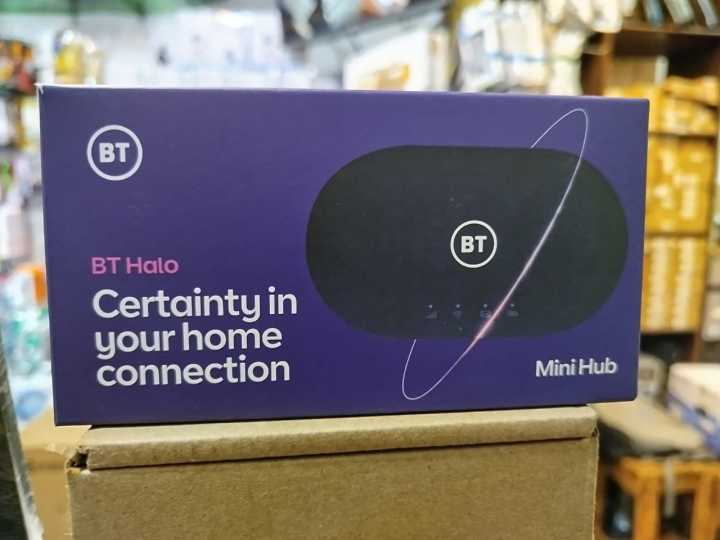 BT
BT Halo
Certainty in
your home
connection
BT
Mini Hub